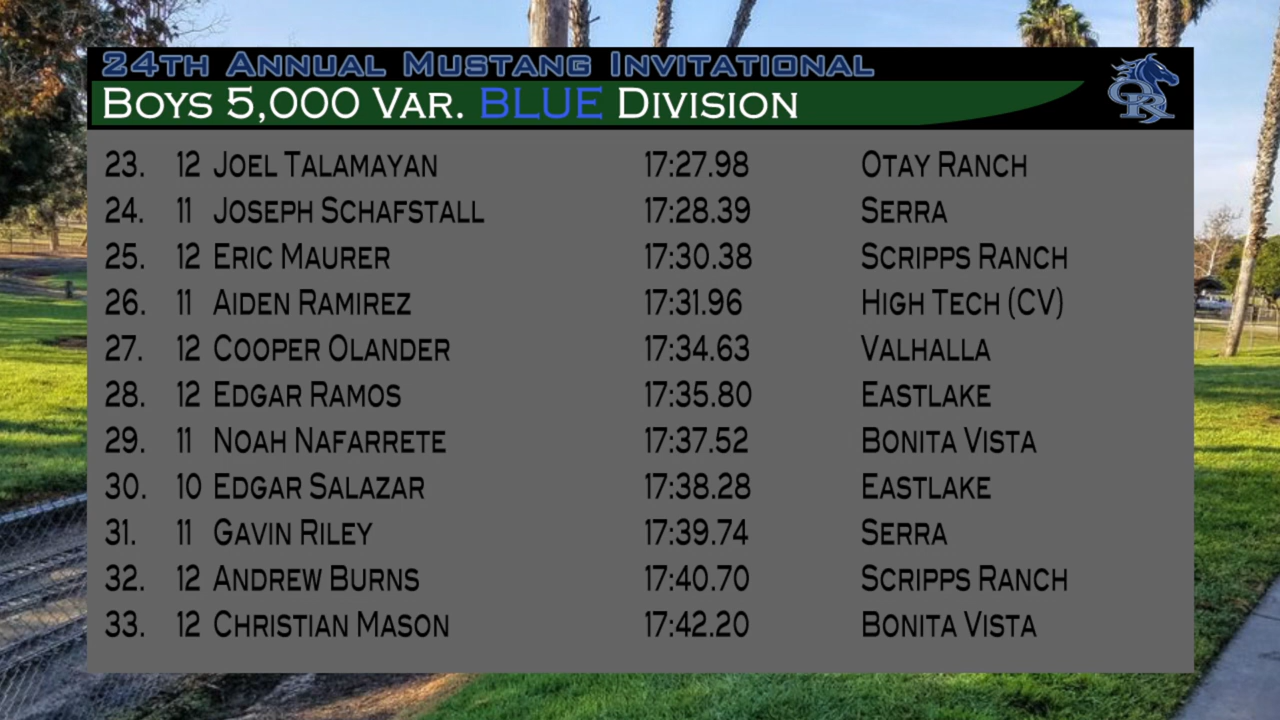 24TH ANNUAL MUSTANG INVITATIONAL
BOYS 5,000 VAR. BLUE DIVISION
OR
23. 12 JOEL TALAMAYAN 17:27.98 OTAY RANCH
24. 11 JOSEPH SCHAFSTALL 17:28.39 SERRA
25. 12 ERIC MAURER 17:30.38 SCRIPPS RANCH
26. 11 AIDEN RAMIREZ 17:31.96 HIGH TECH (CV)
27. 12 COOPER OLANDER 17:34.63 VALHALLA
28. 12 EDGAR RAMOS 17:35.80 EASTLAKE
29. 11 NOAH NAFARRETE 17:37.52 BONITA VISTA
30. 10 EDGAR SALAZAR 17:38.28 EASTLAKE
31. 11 GAVIN RILEY 17:39.74 SERRA
32. 12 ANDREW BURNS 17:40.70 SCRIPPS RANCH
33. 12 CHRISTIAN MASON 17:42.20 BONITA VISTA